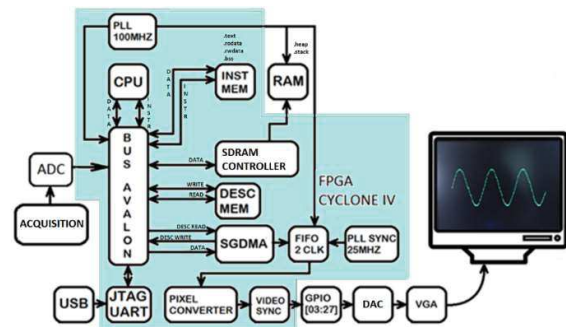 PLL
100MHZ
.text
.rodata
.rwdata
.bss
.heap
.stack
CPU
DATA
INSTR
DATA
INSTR
INST
MEM
RAM
BUS AVALON
ADC
ACQUISITION
DATA
SDRAM
CONTROLLER
WRITE
READ
DESC
MEM
FPGA
CYCLONE IV
DESC READ
DESC WRITE
DATA
SGDMA
FIFO
2 CLK
PLL SYNC
25MHZ
USB
JTAG
UART
PIXEL
CONVERTER
VIDEO
SYNC
GPIO
[03:27]
DAC
VGA